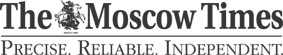 The Moscow Times
PRECISE. RELIABLE. INDEPENDENT.